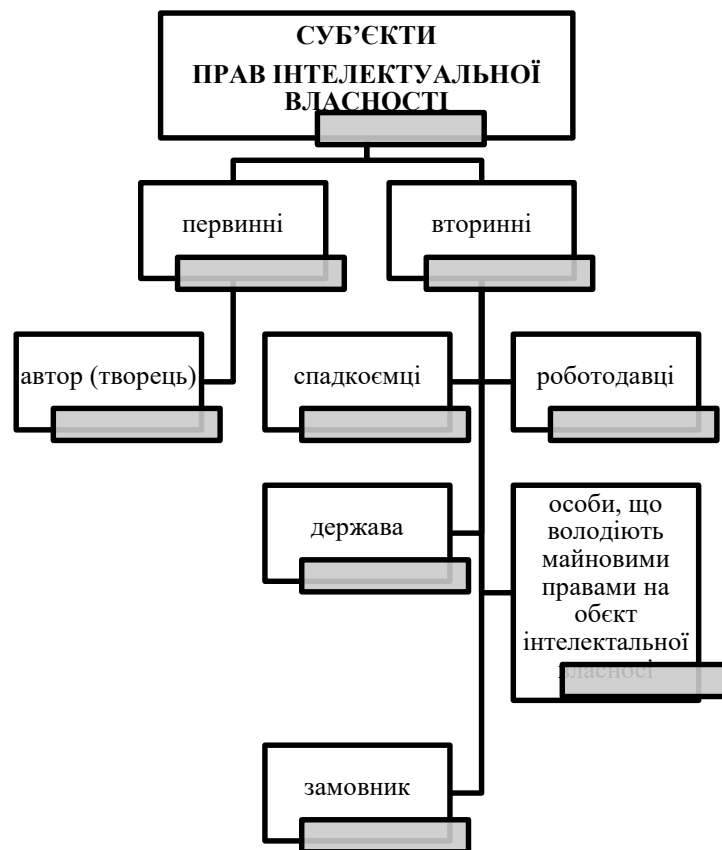 СУБ’ЄКТИ
ПРАВ ІНТЕЛЕКТУАЛЬНОЇ
ВЛАСНОСТІ
первинні
вторинні
автор (творець)
спадкоємці
роботодавці
держава
особи, що
володіють
майновими
правами на
обєкт
інтелектальної
власносі
замовник